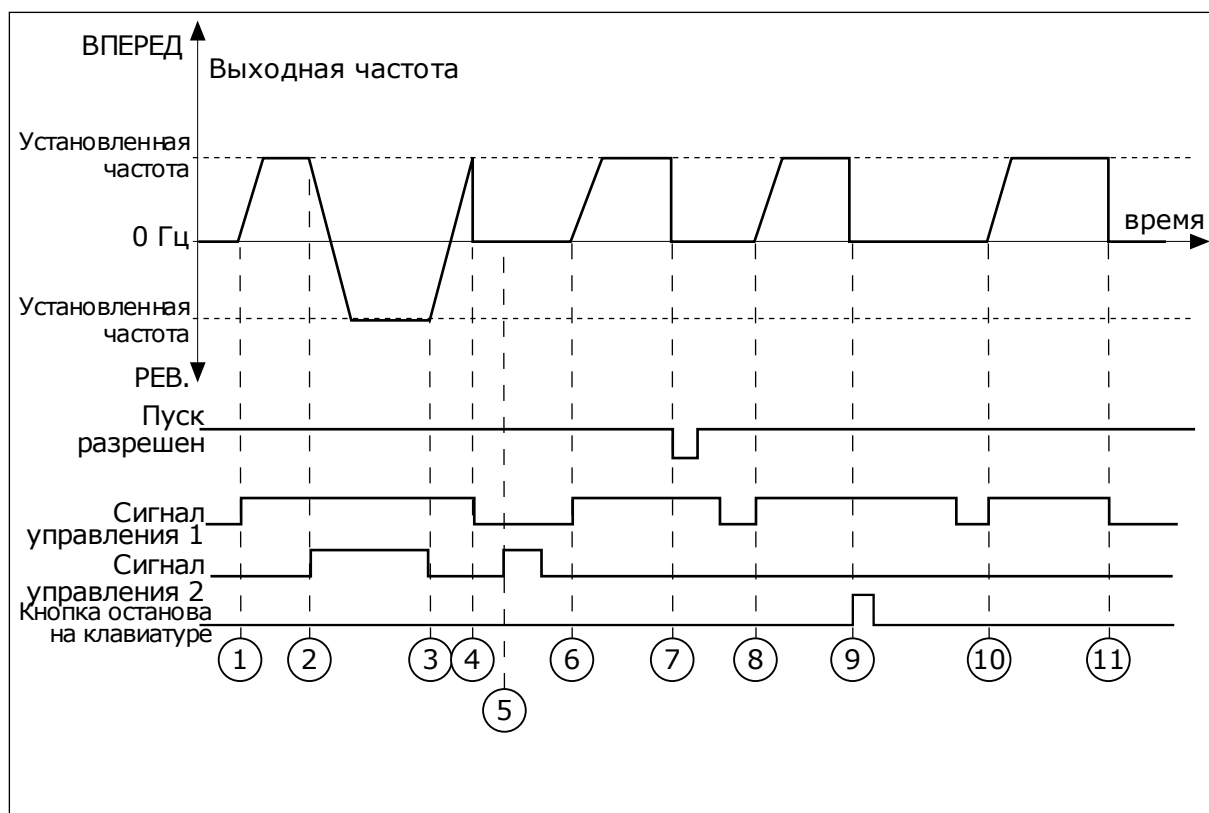 ВПЕРЕД
Выходная частота
Установленная
частота
0 Гц
время
Установленная
частота
РЕВ.
Пуск
разрешен
Сигнал
управления 1
Сигнал
управления 2
Кнопка останова
на клавиатуре
1 2 3 4 6 7 8 9 10 11
5